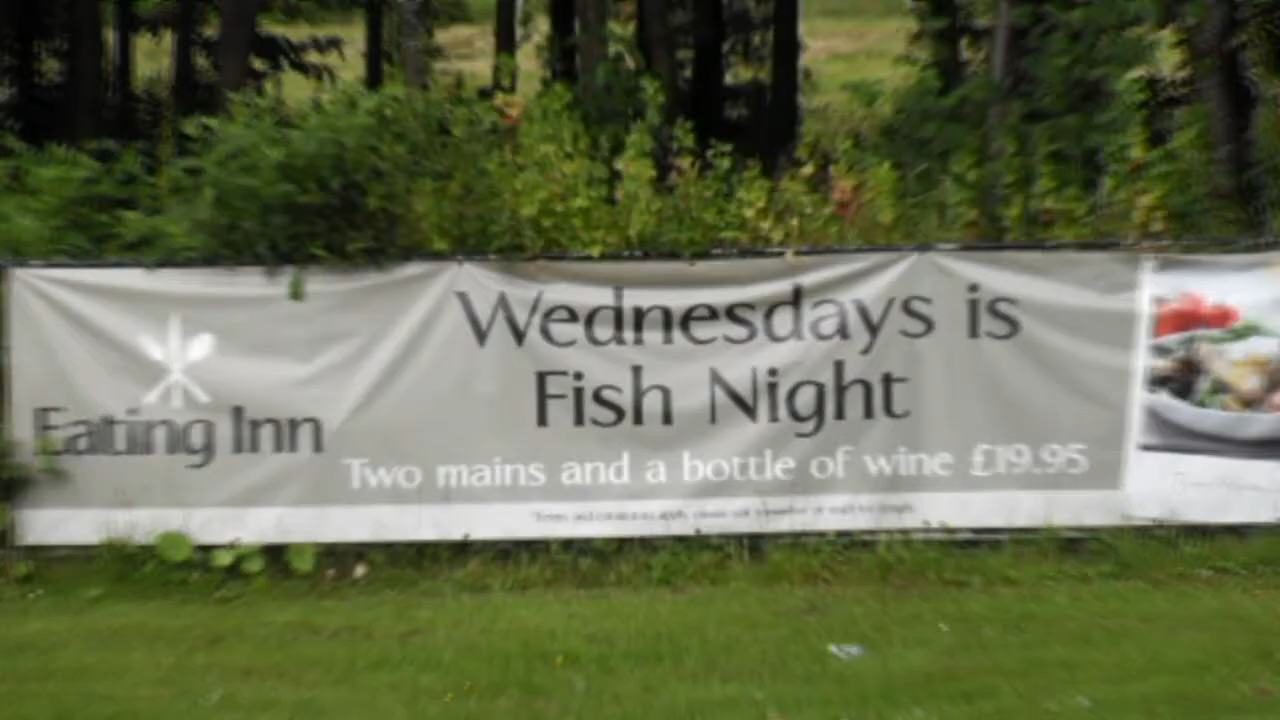 Wednesdays is
Fish Night
Eating Inn
Two mains and a bottle of wine £19.95